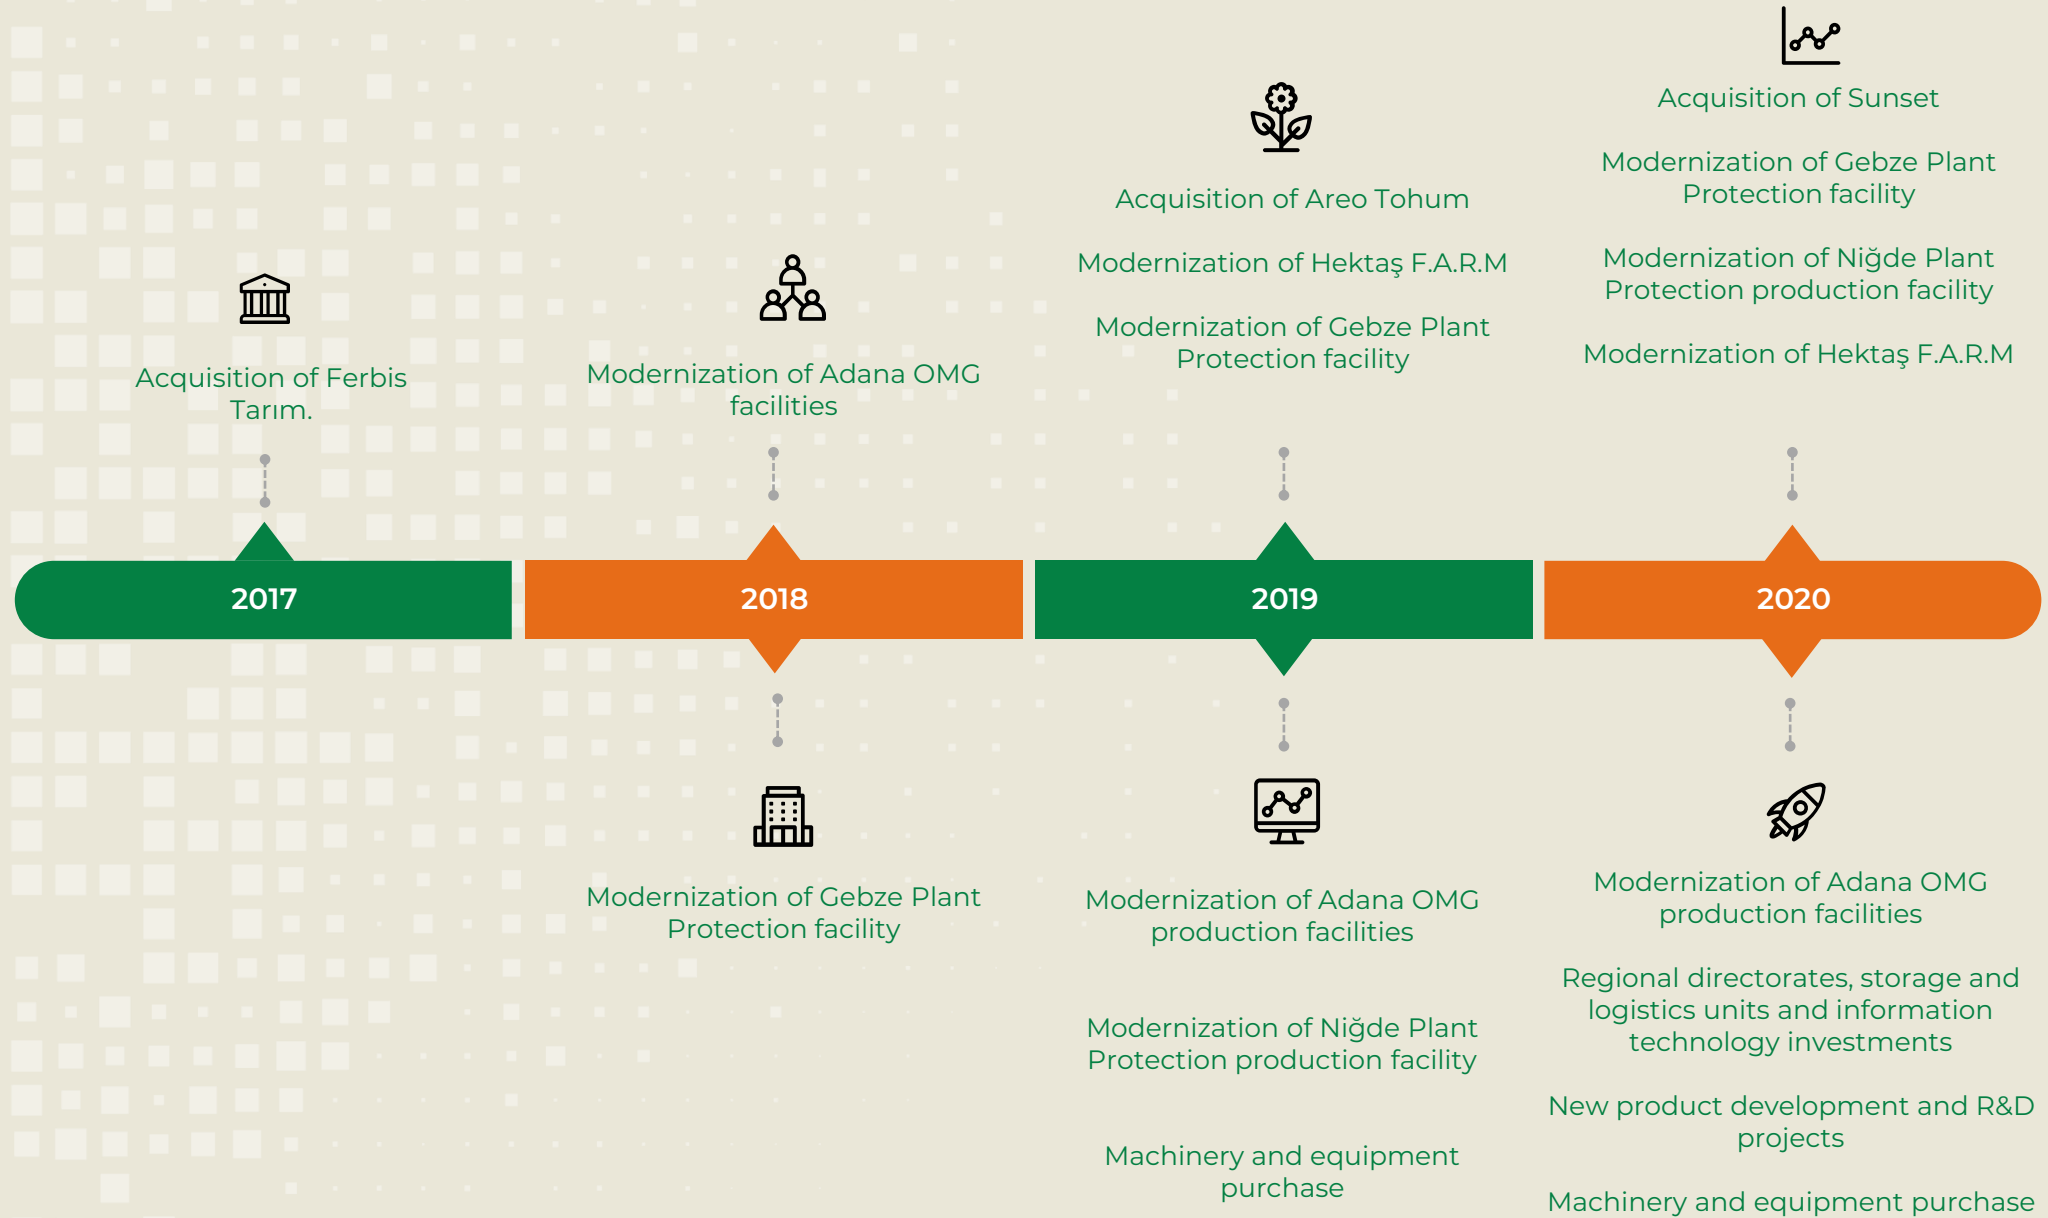 Acquisition of Ferbis
Tarım.
2017
Modernization of Adana OMG
facilities
2018
Modernization of Gebze Plant
Protection facility
Acquisition of Areo Tohum
Modernization of Hektaş F.A.R.M
Modernization of Gebze Plant
Protection facility
2019
Modernization of Adana OMG
production facilities
Modernization of Niğde Plant
Protection production facility
Machinery and equipment
purchase
Acquisition of Sunset
Modernization of Gebze Plant
Protection facility
Modernization of Niğde Plant
Protection production facility
Modernization of Hektaş F.A.R.M
2020
Modernization of Adana OMG
production facilities
Regional directorates, storage and
logistics units and information
technology investments
New product development and R&D
projects
Machinery and equipment purchase